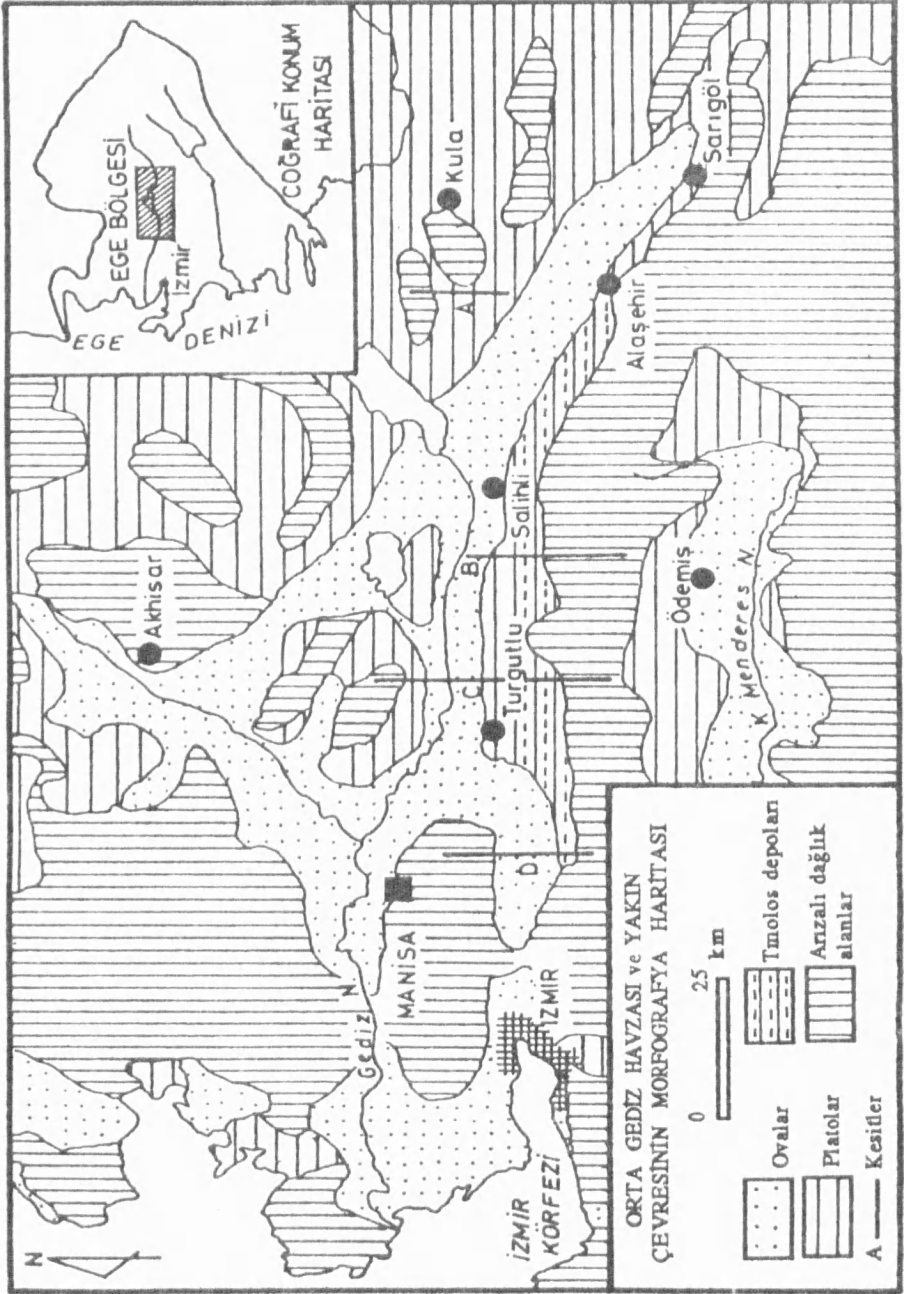 COĞRAFİ KONUM
HARİTASI
EGE BÖLGESİ
İzmir
EGE
DENİZİ
N
Akhisar
Kula
A
Sarıgöl
Alaşehir
Salihli
B
C
Turgutlu
D
Ödemiş
K Menderes N.
Gediz N.
MANİSA
İZMİR
İZMİR
KÖRFEZİ
ORTA GEDİZ HAVZASI ve YAKIN
ÇEVRESİNİN MORFOGRAFYA HARİTASI
0 25
km
Ovalar
Platolar
A Kesitler
Tmolos depoları
Arızalı dağlık
alanlar